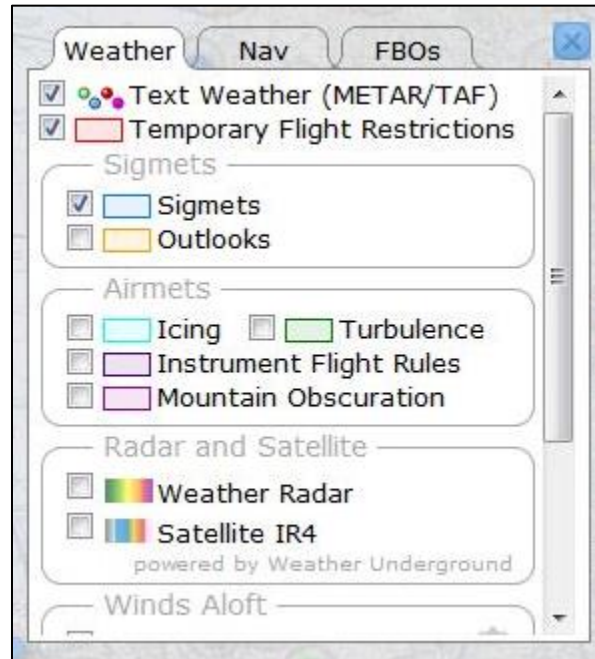 Weather Nav FBOs
Text Weather (METAR/TAF)
Temporary Flight Restrictions
Sigmets
Sigmets
Outlooks
Airmets
Icing Turbulence
Instrument Flight Rules
Mountain Obscuration
Radar and Satellite
Weather Radar
Satellite IR4
powered by Weather Underground
Winds Aloft